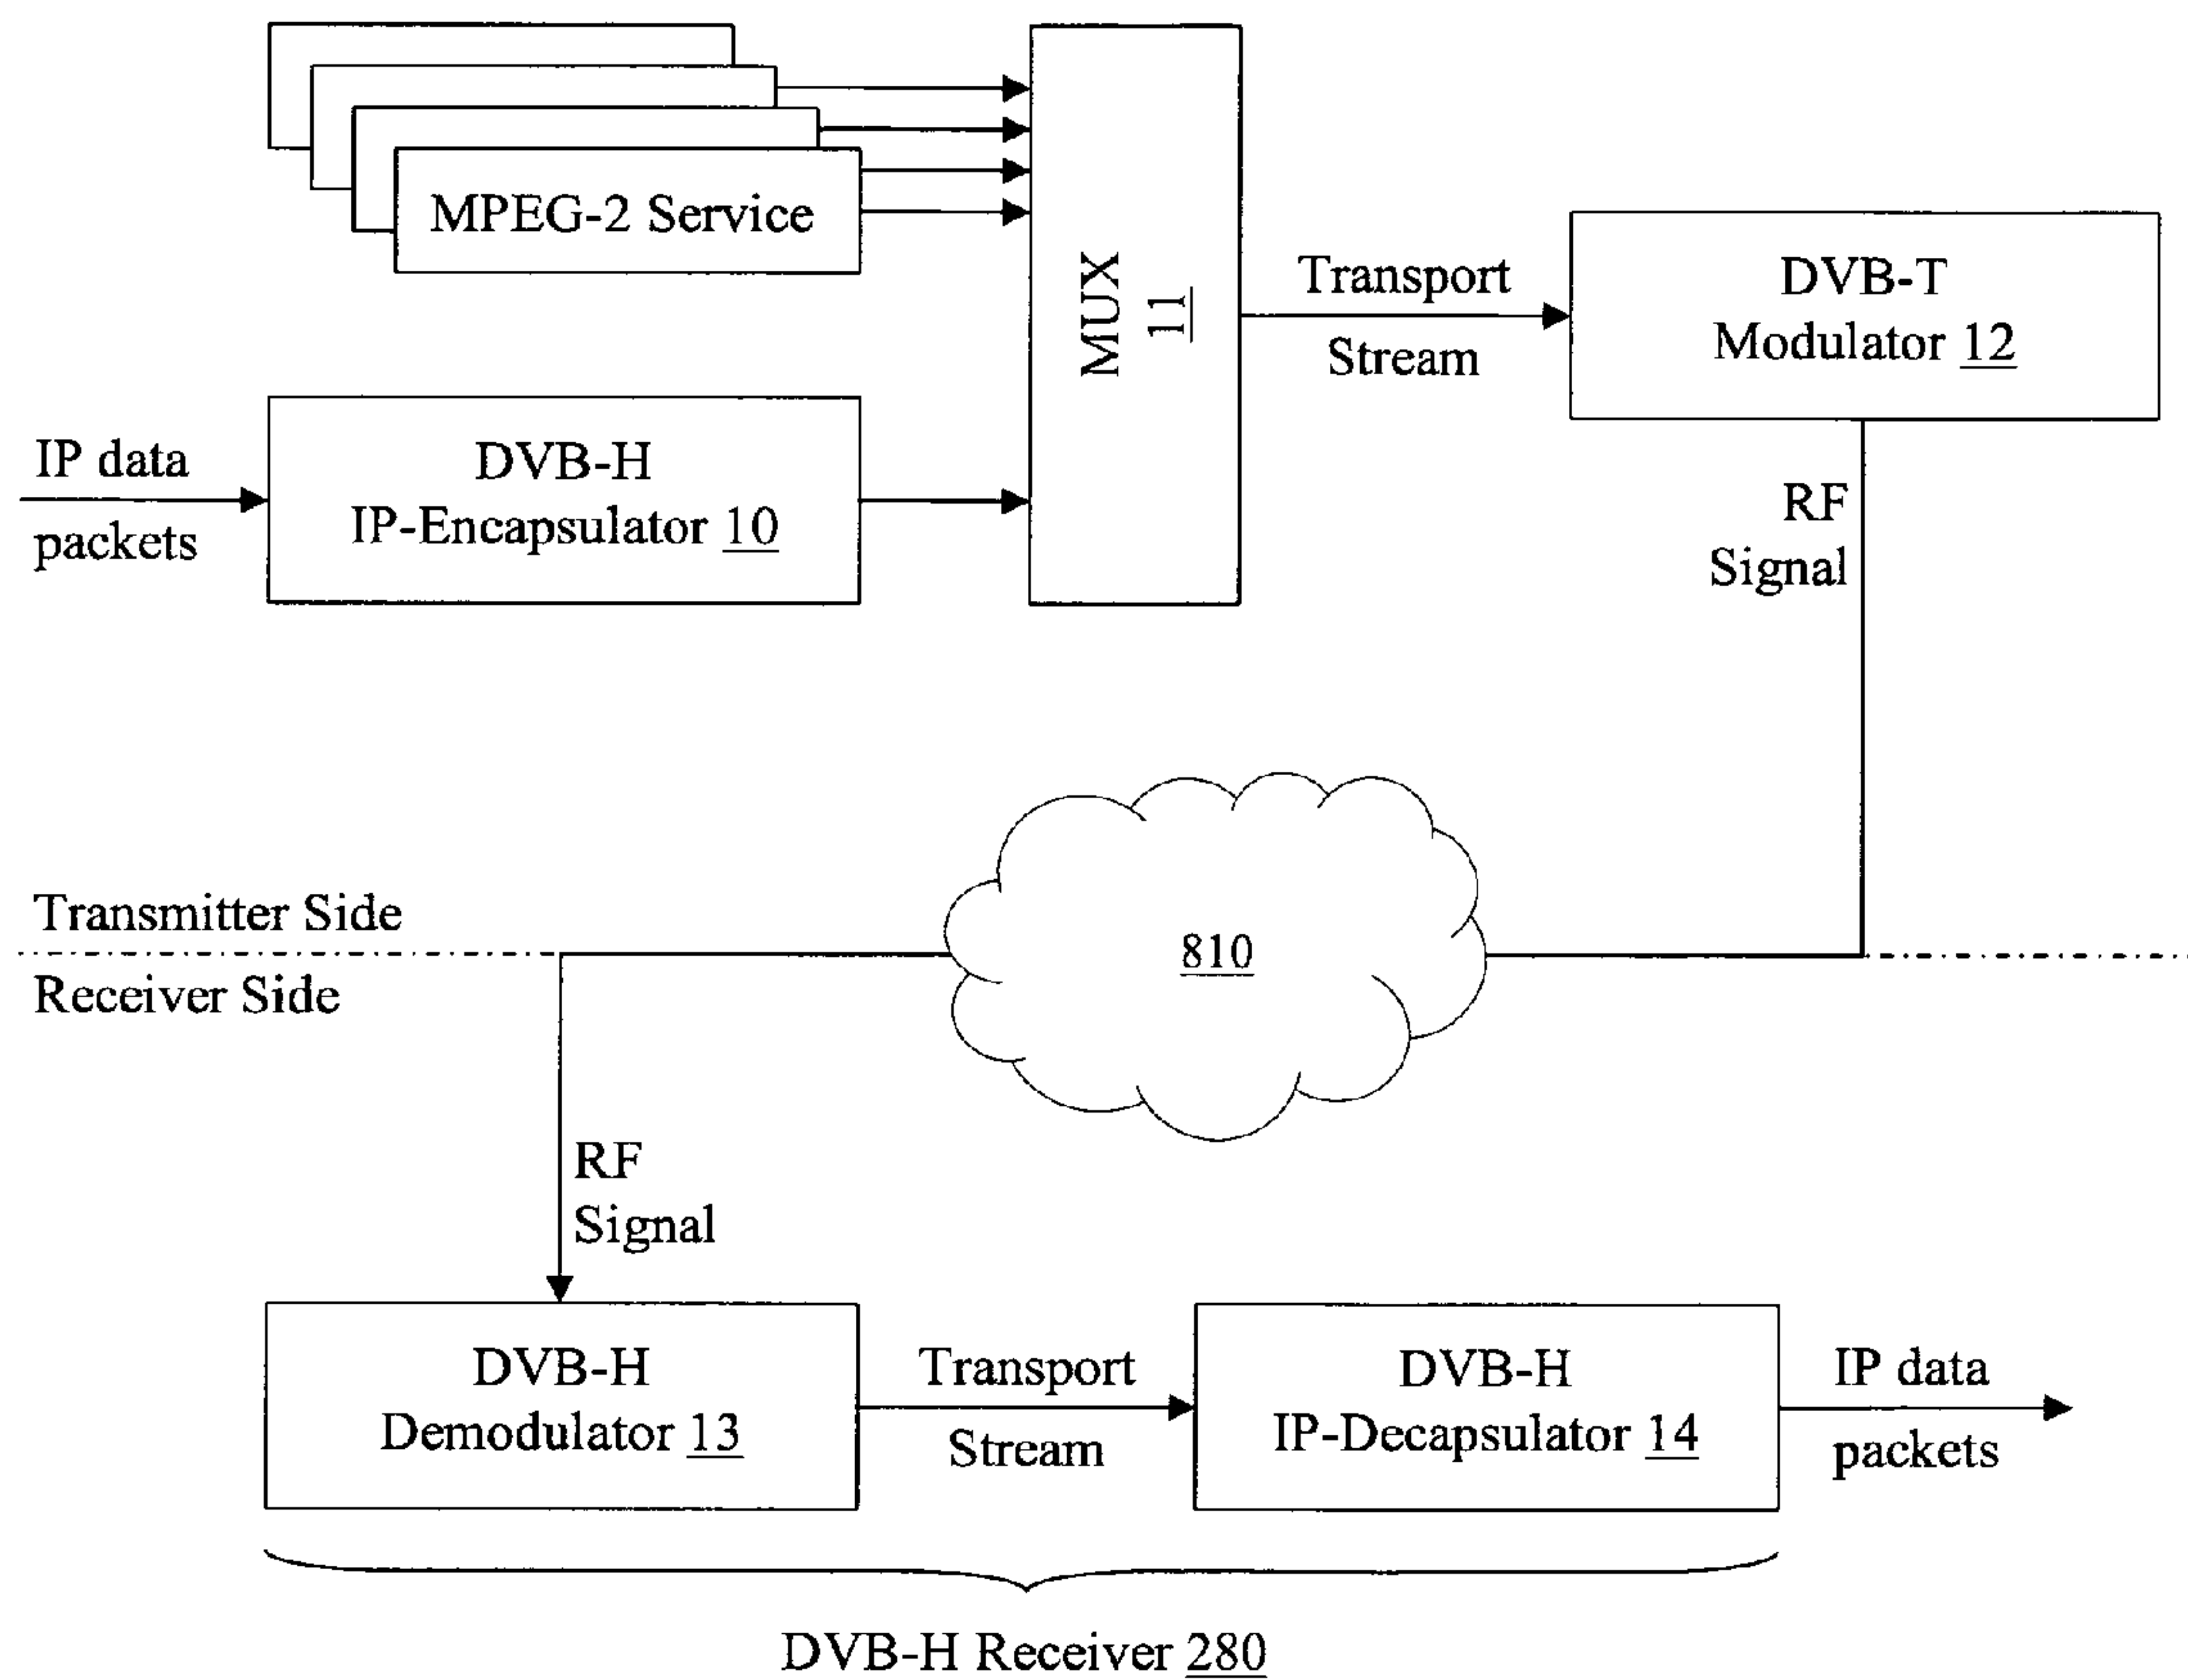 MPEG-2 Service
MUX
11
Transport
Stream
DVB-T
Modulator 12
IP data
packets
DVB-H
IP-Encapsulator 10
RF
Signal
Transmitter Side
810
Receiver Side
RF
Signal
DVB-H
Demodulator 13
Transport
Stream
DVB-H
IP-Decapsulator 14
IP data
packets
DVB-H Receiver 280